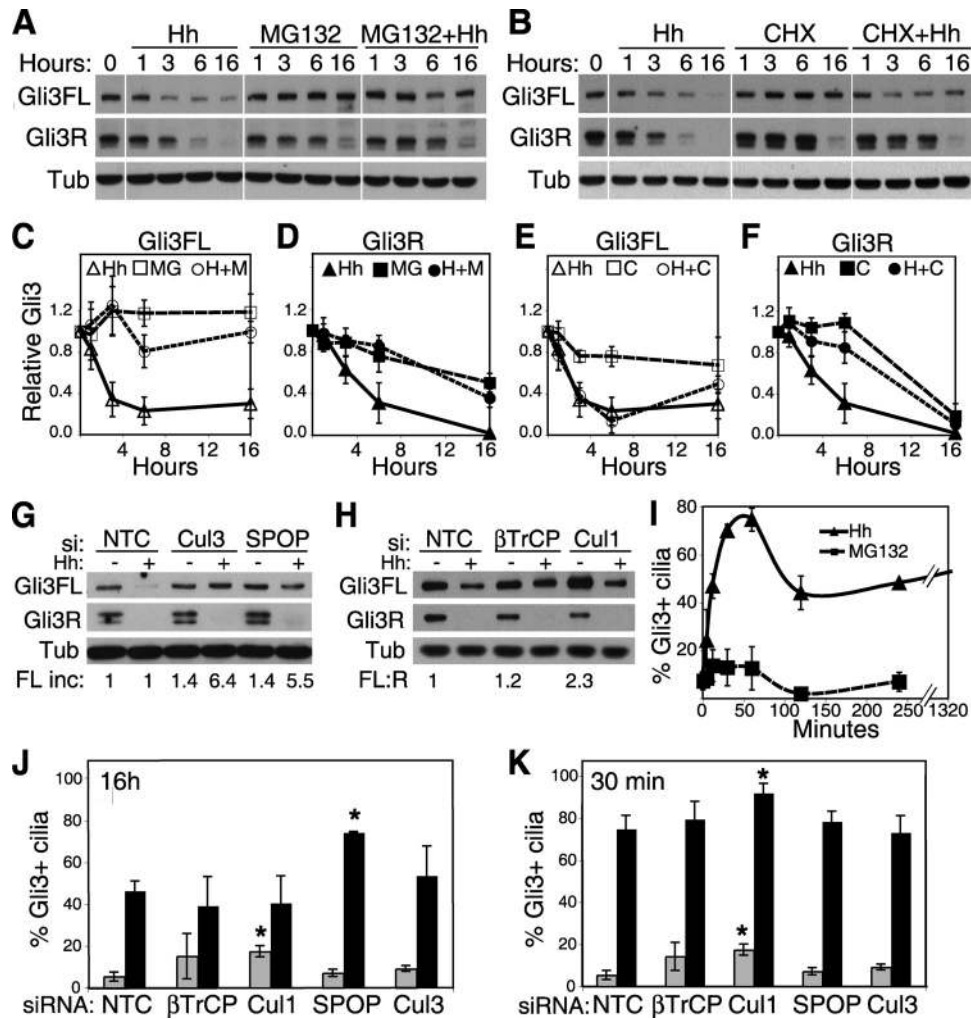 A
Hh MG132 MG132+Hh
Hours: 0 1 3 6 16 1 3 6 16 1 3 6 16
Gli3FL
Gli3R
Tub
B
Hh CHX CHX+Hh
Hours: 0 1 3 6 16 1 3 6 16 1 3 6 16
Gli3FL
Gli3R
Tub
C
Gli3FL
△Hh □MG ○H+M
Relative Gli3
1.2
0.8
0.4
0.0
4 8 12 16
Hours
D
Gli3R
▲Hh ■MG ●H+M
1.2
0.8
0.4
0.0
4 8 12 16
Hours
E
Gli3FL
△Hh □C ○H+C
1.2
0.8
0.4
0.0
4 8 12 16
Hours
F
Gli3R
▲Hh ■C ●H+C
1.2
0.8
0.4
0.0
4 8 12 16
Hours
G
si: NTC Cul3 SPOP
Hh: - + - + - +
Gli3FL
Gli3R
Tub
FL inc: 1 1 1.4 6.4 1.4 5.5
H
si: NTC βTrCP Cul1
Hh: - + - + - +
Gli3FL
Gli3R
Tub
FL:R 1 1.2 2.3
I
% Gli3+ cilia
80
60
40
20
Hh
MG132
0 50 100 150 200 250 1320
Minutes
J
16h
% Gli3+ cilia
100
80
60
40
20
0
*
*
siRNA: NTC βTrCP Cul1 SPOP Cul3
K
30 min
% Gli3+ cilia
100
80
60
40
20
0
*
*
siRNA: NTC βTrCP Cul1 SPOP Cul3